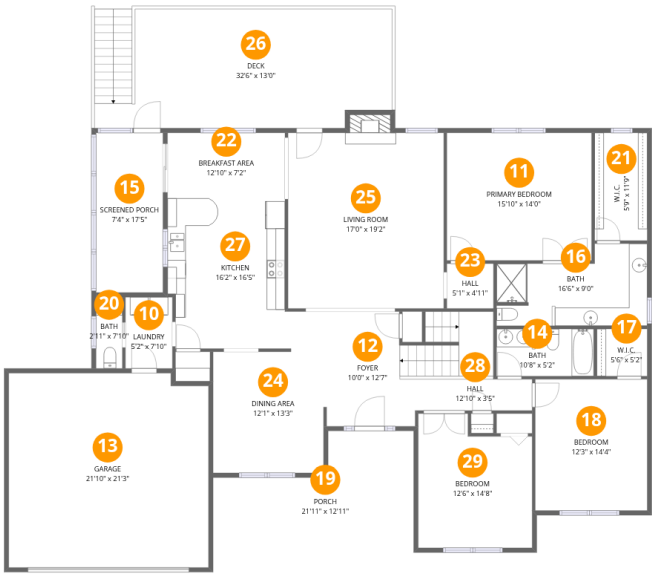 26
DECK
32'6" x 13'0"
22
BREAKFAST AREA
12'10" x 7'2"
15
SCREENED PORCH
7'4" x 17'5"
25
LIVING ROOM
17'0" x 19'2"
11
PRIMARY BEDROOM
15'10" x 14'0"
21
W.I.C.
5'9" x 11'9"
27
KITCHEN
16'2" x 16'5"
23
HALL
5'1" x 4'11"
16
BATH
16'6" x 9'0"
20
BATH
2'11" x 7'10"
10
LAUNDRY
5'2" x 7'10"
12
FOYER
10'0" x 12'7"
14
BATH
10'8" x 5'2"
17
W.I.C.
5'6" x 5'2"
24
DINING AREA
12'1" x 13'3"
28
HALL
12'10" x 3'5"
13
GARAGE
21'10" x 21'3"
18
BEDROOM
12'3" x 14'4"
29
BEDROOM
12'6" x 14'8"
19
PORCH
21'11" x 12'11"